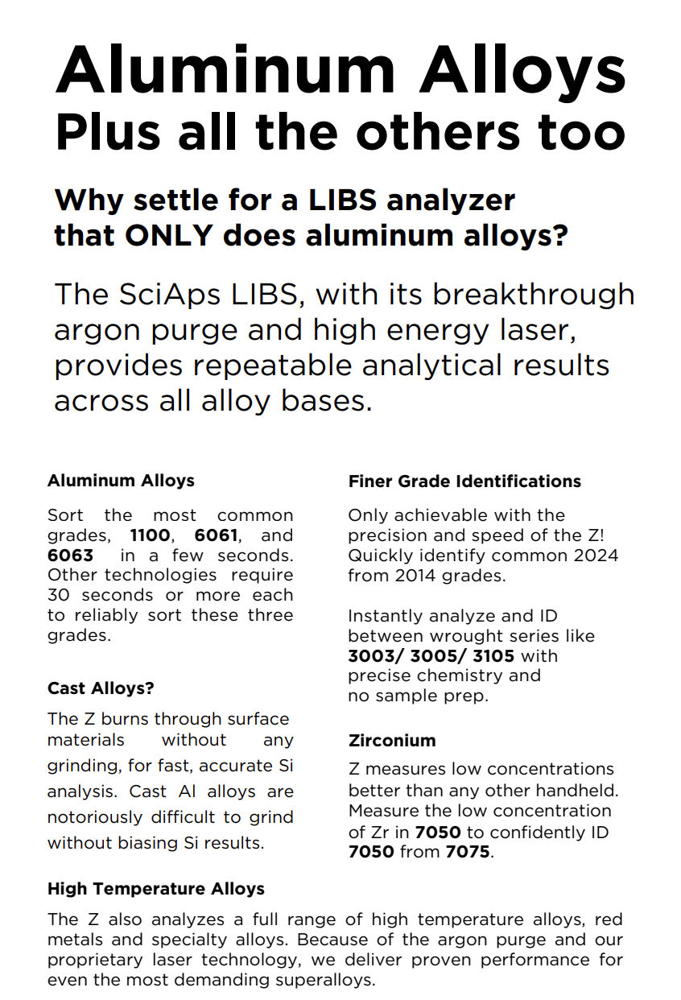 Aluminum Alloys
Plus all the others too
Why settle for a LIBS analyzer
that ONLY does aluminum alloys?
The SciAps LIBS, with its breakthrough
argon purge and high energy laser,
provides repeatable analytical results
across all alloy bases.
Aluminum Alloys
Sort the most common
grades, 1100, 6061, and
6063 in a few seconds.
Other technologies require
30 seconds or more each
to reliably sort these three
grades.
Cast Alloys?
The Z burns through surface
materials without any
grinding, for fast, accurate Si
analysis. Cast Al alloys are
notoriously difficult to grind
without biasing Si results.
Finer Grade Identifications
Only achievable with the
precision and speed of the Z!
Quickly identify common 2024
from 2014 grades.
Instantly analyze and ID
between wrought series like
3003/ 3005/ 3105 with
precise chemistry and
no sample prep.
Zirconium
Z measures low concentrations
better than any other handheld.
Measure the low concentration
of Zr in 7050 to confidently ID
7050 from 7075.
High Temperature Alloys
The Z also analyzes a full range of high temperature alloys, red
metals and specialty alloys. Because of the argon purge and our
proprietary laser technology, we deliver proven performance for
even the most demanding superalloys.